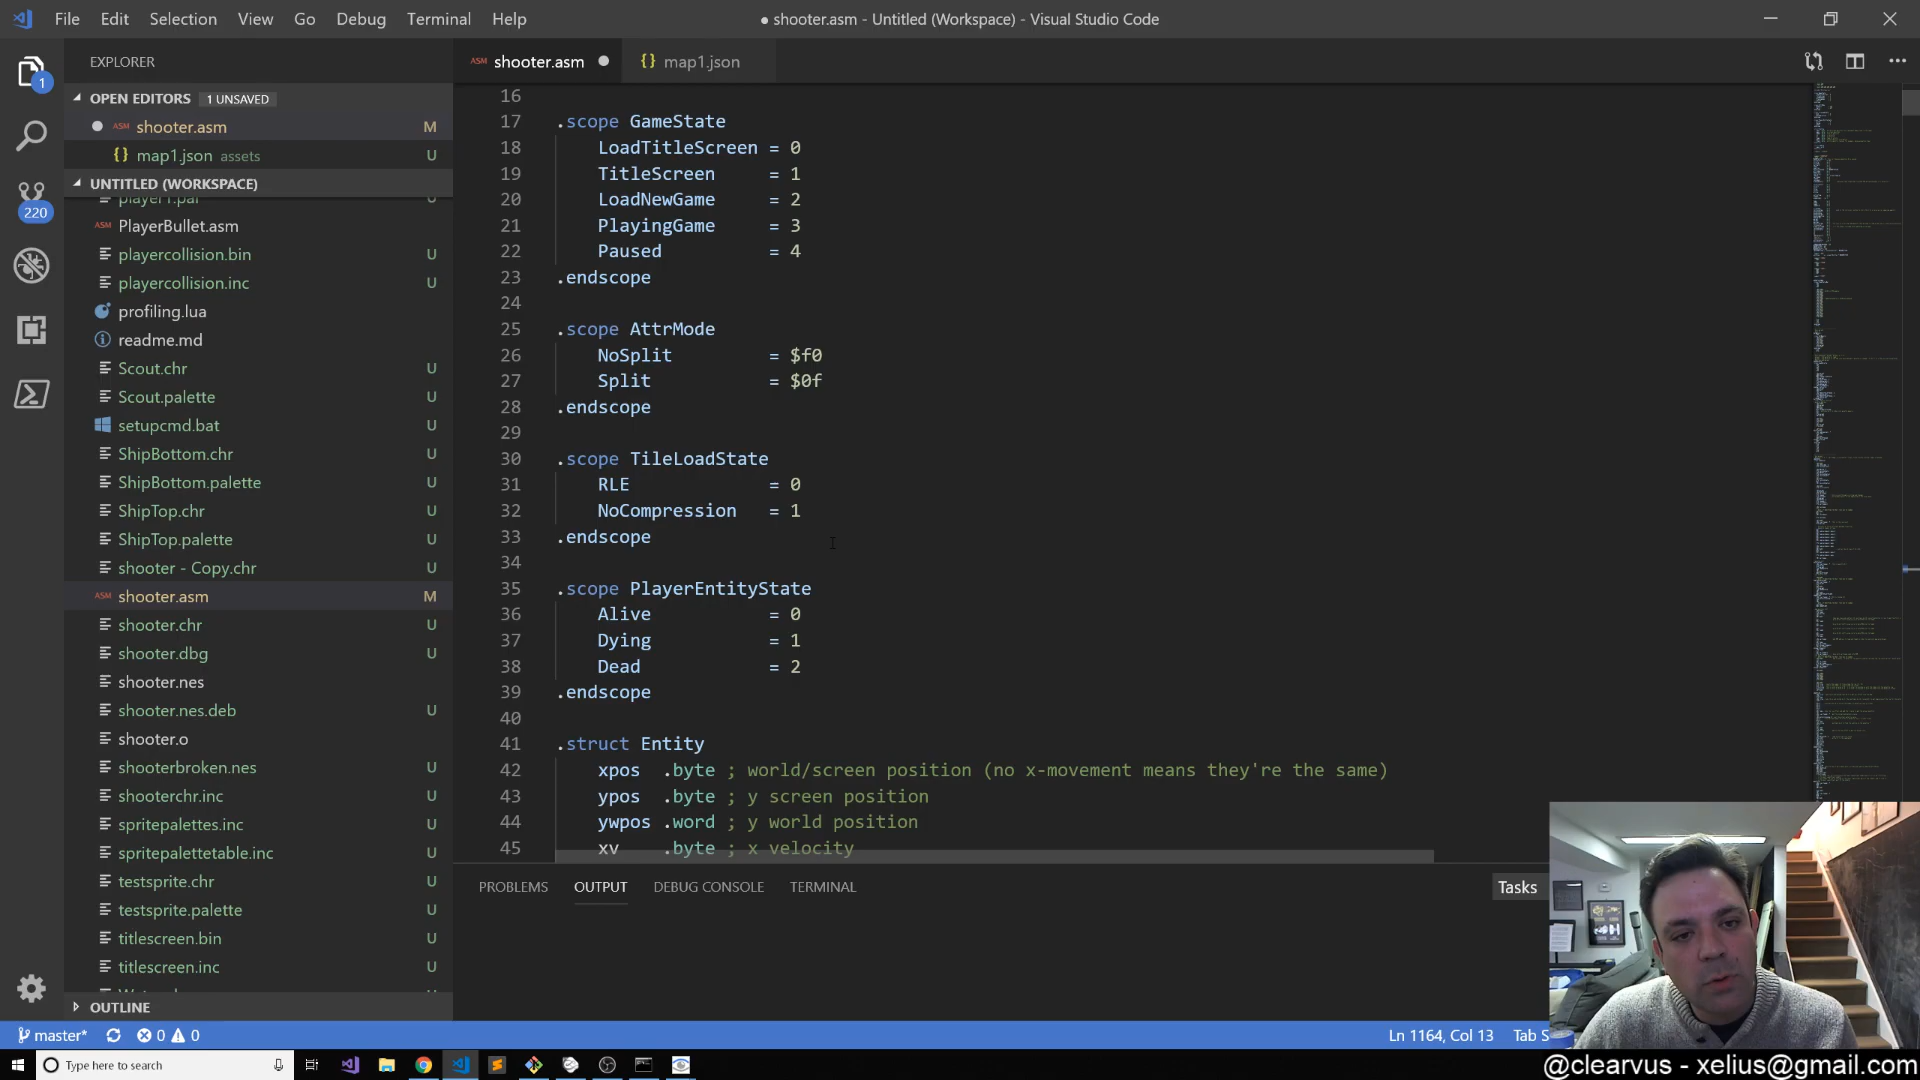 File Edit Selection View Go Debug Terminal Help
● shooter.asm - Untitled (Workspace) - Visual Studio Code
EXPLORER
OPEN EDITORS 1 UNSAVED
ASM shooter.asm M
{} map1.json assets U
UNTITLED (WORKSPACE)
player1.pal U
ASM PlayerBullet.asm
playercollision.bin U
playercollision.inc U
profiling.lua
readme.md
Scout.chr U
Scout.palette U
setupcmd.bat U
ShipBottom.chr U
ShipBottom.palette U
ShipTop.chr U
ShipTop.palette U
shooter - Copy.chr U
ASM shooter.asm M
shooter.chr U
shooter.dbg U
shooter.nes
shooter.nes.deb U
shooter.o
shooterbroken.nes U
shooterchr.inc U
spritepalettes.inc U
spritepalettetable.inc U
testsprite.chr U
testsprite.palette U
titlescreen.bin U
titlescreen.inc U
OUTLINE
1
220
ASM shooter.asm ●
{} map1.json
16
17 .scope GameState
18 LoadTitleScreen = 0
19 TitleScreen = 1
20 LoadNewGame = 2
21 PlayingGame = 3
22 Paused = 4
23 .endscope
24
25 .scope AttrMode
26 NoSplit = $f0
27 Split = $0f
28 .endscope
29
30 .scope TileLoadState
31 RLE = 0
32 NoCompression = 1
33 .endscope
34
35 .scope PlayerEntityState
36 Alive = 0
37 Dying = 1
38 Dead = 2
39 .endscope
40
41 .struct Entity
42 xpos .byte ; world/screen position (no x-movement means they're the same)
43 ypos .byte ; y screen position
44 ywpos .word ; y world position
45 xv .byte ; x velocity
PROBLEMS OUTPUT DEBUG CONSOLE TERMINAL
Tasks
master* 0 0
Ln 1164, Col 13 Tab S
Type here to search
@clearvus - xelius@gmail.com